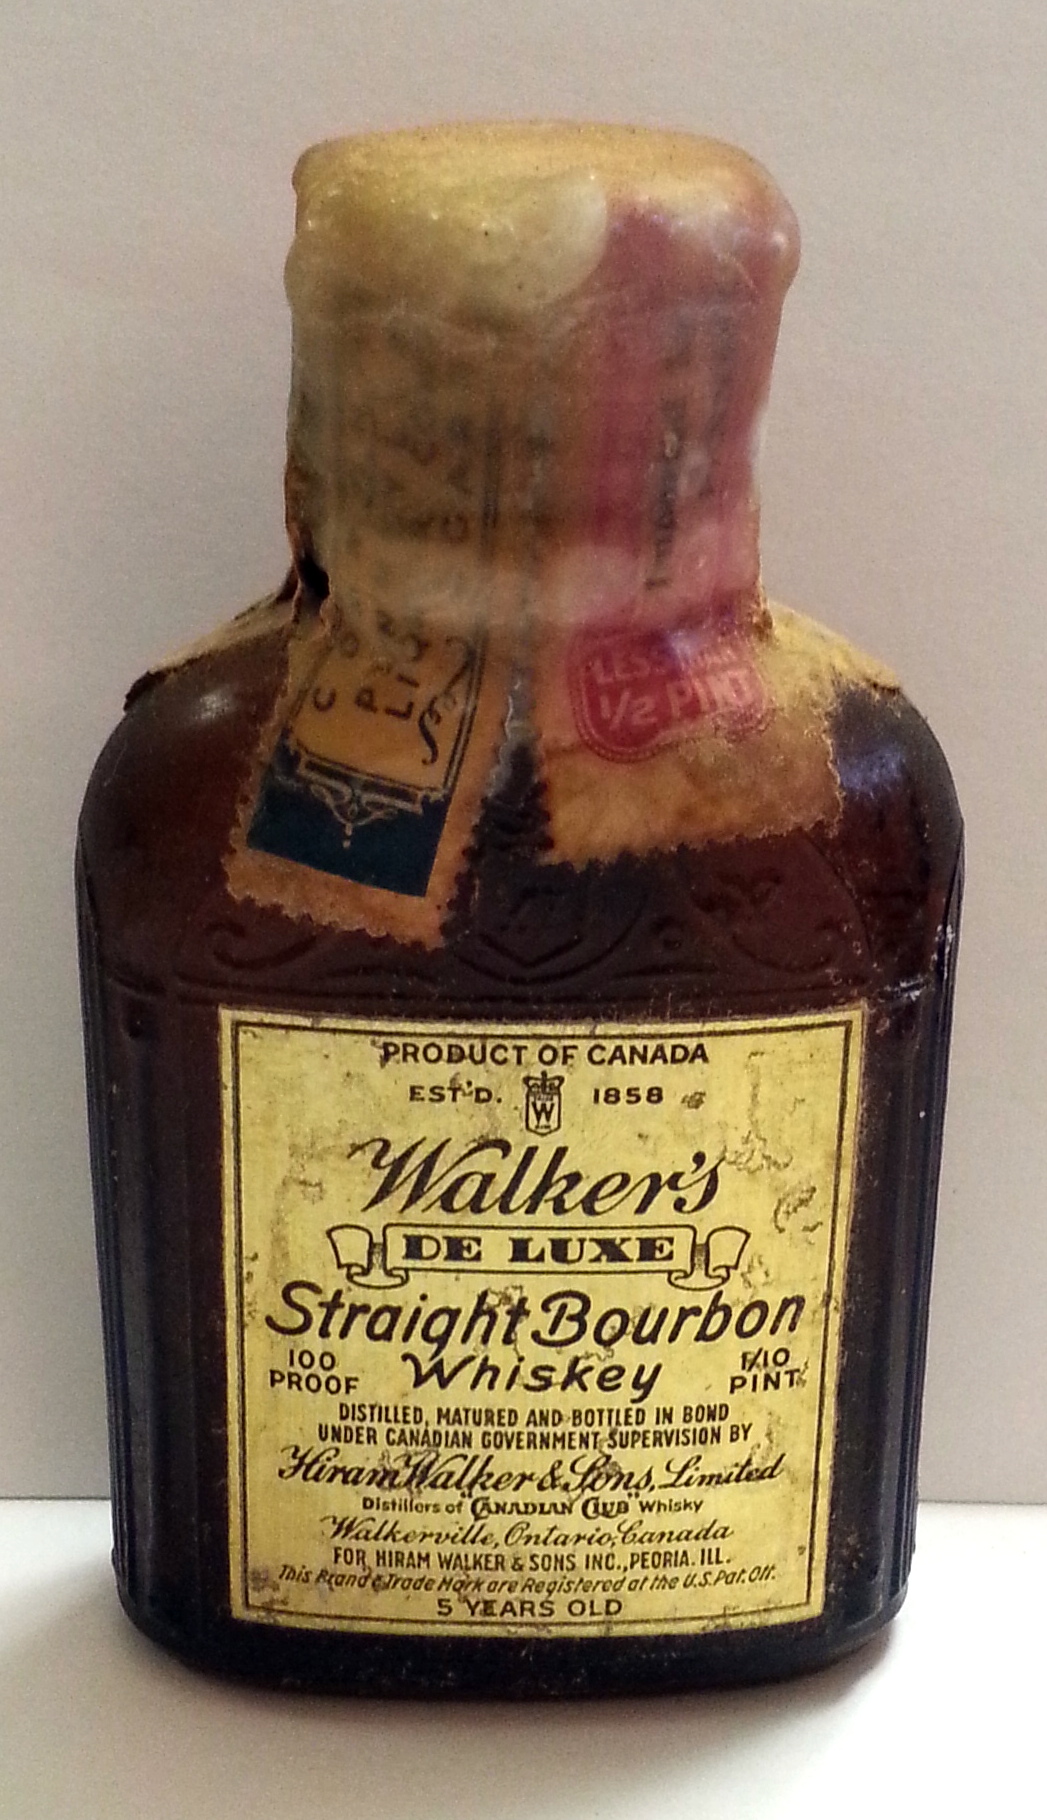 LESS THAN
1/2 PINT
PRODUCT OF CANADA
EST'D. W 1858
Walker's
DE LUXE
Straight Bourbon
Whiskey
100
PROOF
1/10
PINT
DISTILLED, MATURED AND BOTTLED IN BOND
UNDER CANADIAN GOVERNMENT SUPERVISION BY
Hiram Walker & Sons, Limited
Distillers of "CANADIAN CLUB" Whisky
Walkerville, Ontario, Canada
FOR HIRAM WALKER & SONS INC., PEORIA. ILL.
This Brand & Trade Mark are Registered at the U.S. Pat. Off.
5 YEARS OLD